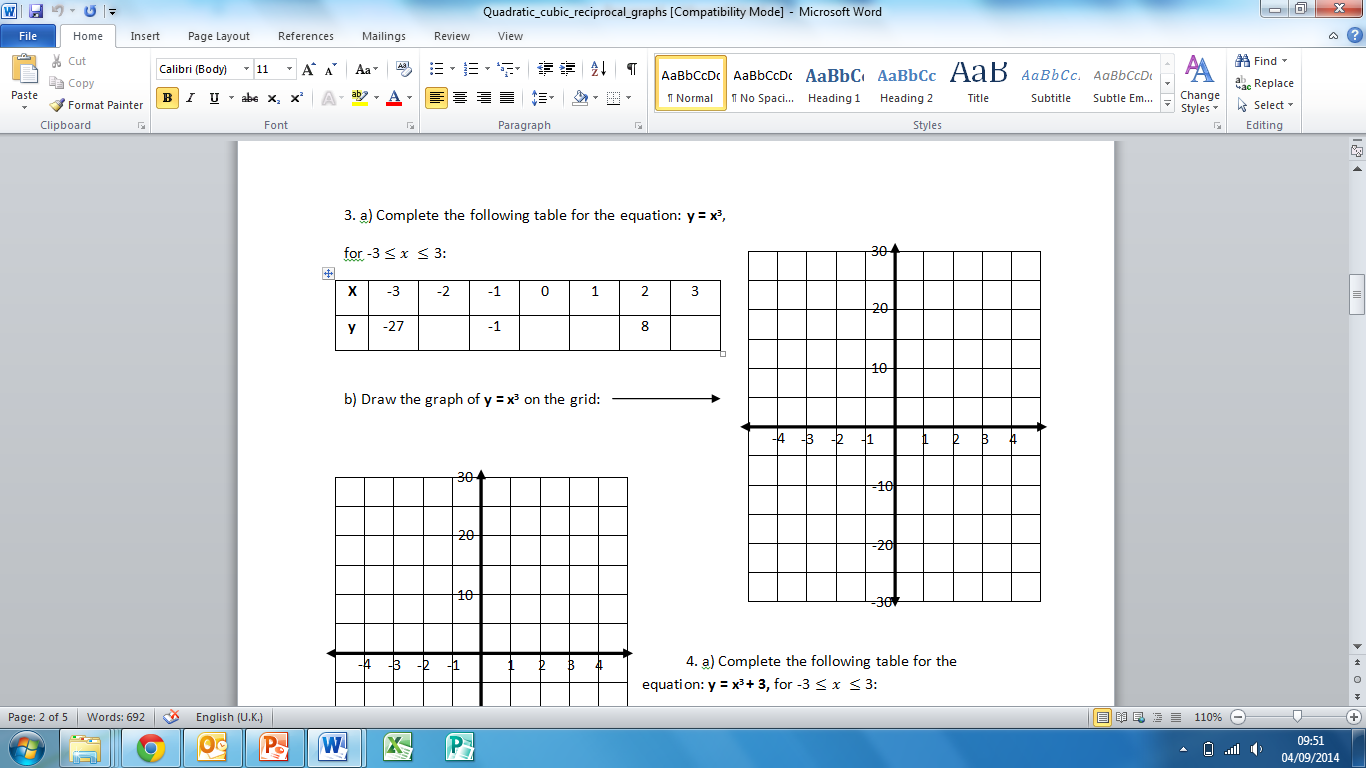 Quadratic_cubic_reciprocal_graphs [Compatibility Mode] - Microsoft Word
File Home Insert Page Layout References Mailings Review View
Paste
Cut
Copy
Format Painter
Clipboard
Calibri (Body) 11
B I U abc x₂ x²
Font
Paragraph
AaBbCcDc AaBbCcDc AaBbCc AaBbCc AaB AaBbCc. AaBbCcDc
¶ Normal ¶ No Spaci... Heading 1 Heading 2 Title Subtitle Subtle Em...
Styles
Change Styles
Find
Replace
Select
Editing
3. a) Complete the following table for the equation: y = x³,
for -3 ≤ x ≤ 3:
X -3 -2 -1 0 1 2 3
y -27 -1 8
b) Draw the graph of y = x³ on the grid:
30
20
10
-4 -3 -2 -1 1 2 3 4
-10
-20
-30
30
20
10
-4 -3 -2 -1 1 2 3 4
4. a) Complete the following table for the
equation: y = x³ + 3, for -3 ≤ x ≤ 3:
Page: 2 of 5 Words: 692 English (U.K.) 110%
09:51
04/09/2014